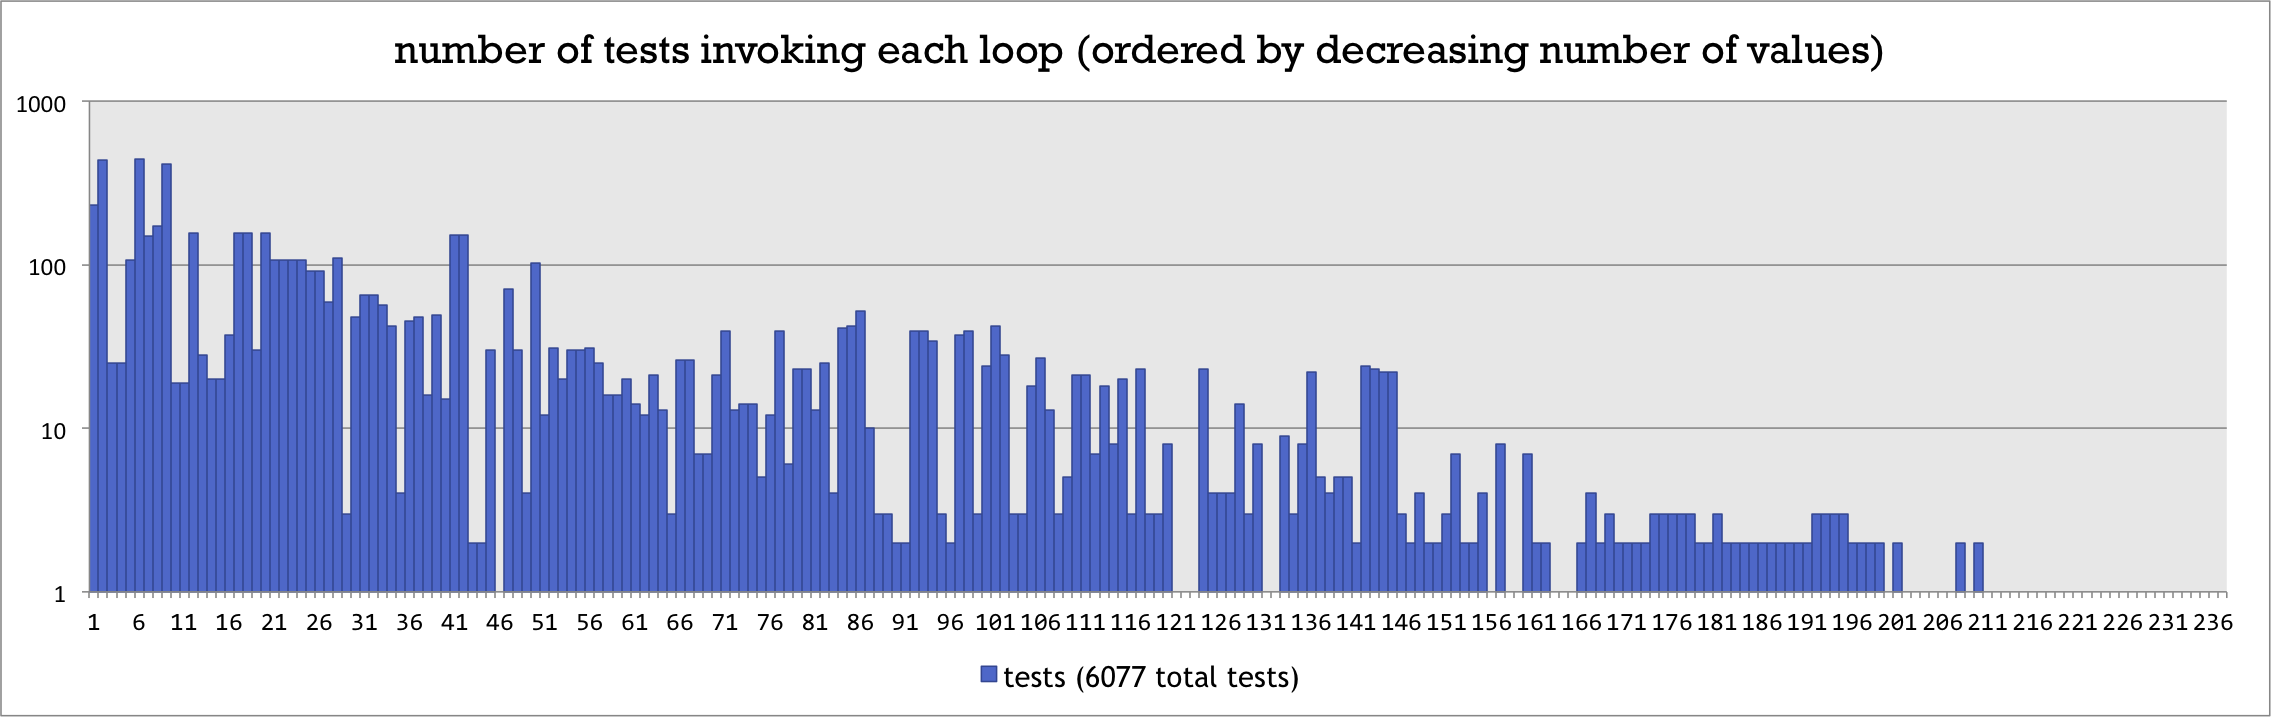 number of tests invoking each loop (ordered by decreasing number of values)
1000
100
10
1
1 6 11 16 21 26 31 36 41 46 51 56 61 66 71 76 81 86 91 96 101 106 111 116 121 126 131 136 141 146 151 156 161 166 171 176 181 186 191 196 201 206 211 216 221 226 231 236
tests (6077 total tests)